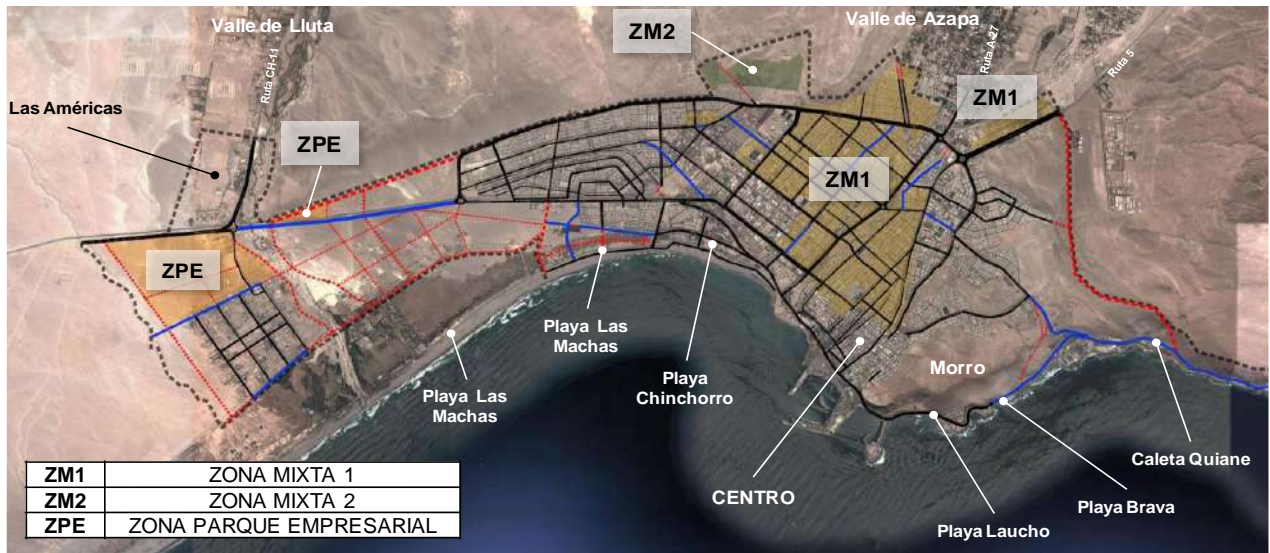 Valle de Lluta
Valle de Azapa
ZM2
Ruta CH-11
Ruta A-27
Ruta 5
Las Américas
ZM1
ZPE
ZM1
ZPE
Playa Las
Machas
Playa Las
Machas
Playa
Chinchorro
Morro
CENTRO
Caleta Quiane
Playa Brava
Playa Laucho
ZM1 ZONA MIXTA 1
ZM2 ZONA MIXTA 2
ZPE ZONA PARQUE EMPRESARIAL